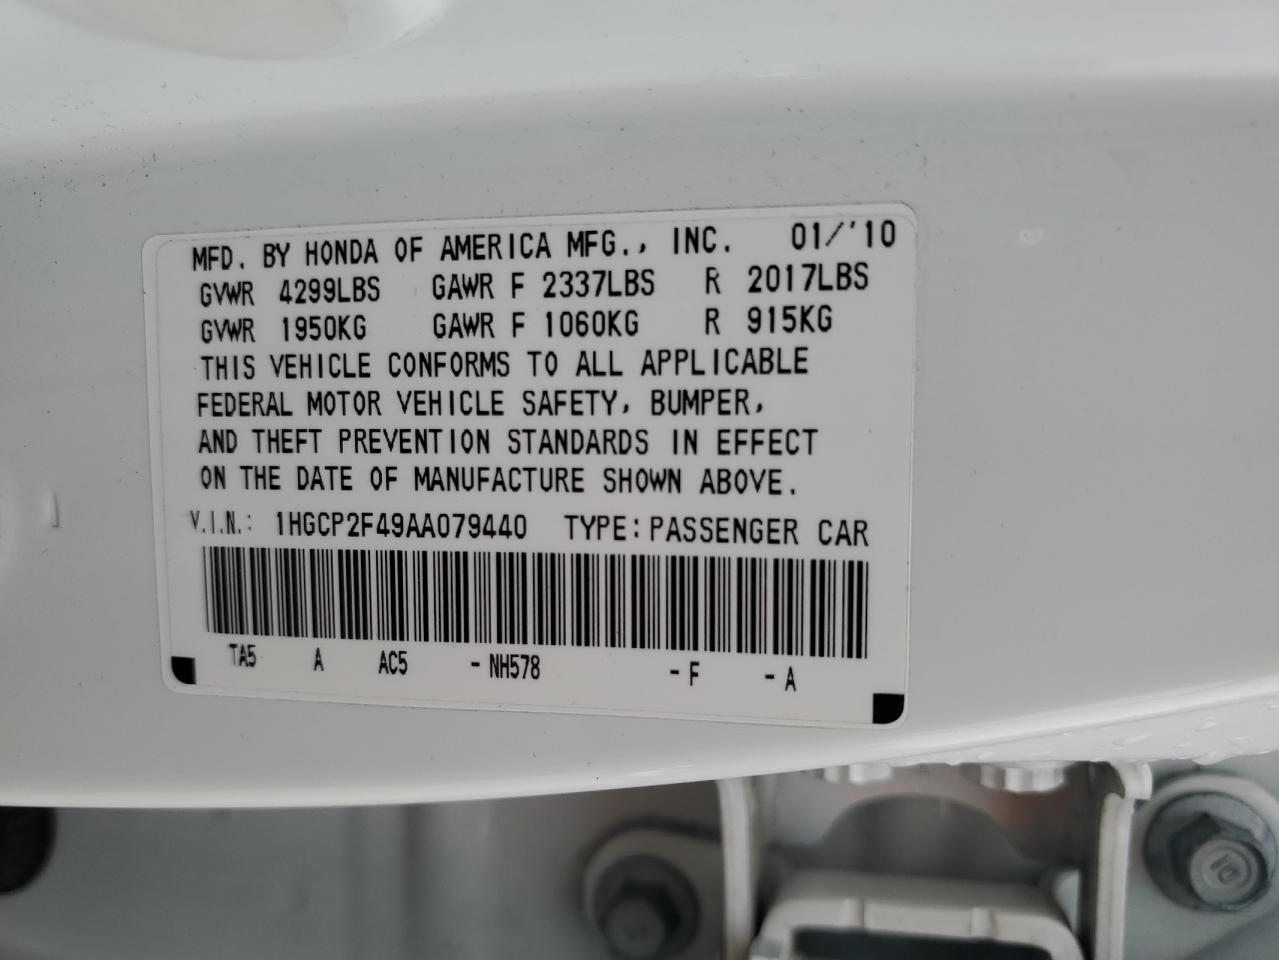 MFD. BY HONDA OF AMERICA MFG., INC. 01/'10
GVWR 4299LBS GAWR F 2337LBS R 2017LBS
GVWR 1950KG GAWR F 1060KG R 915KG
THIS VEHICLE CONFORMS TO ALL APPLICABLE
FEDERAL MOTOR VEHICLE SAFETY, BUMPER,
AND THEFT PREVENTION STANDARDS IN EFFECT
ON THE DATE OF MANUFACTURE SHOWN ABOVE.
V.I.N.: 1HGCP2F49AA079440 TYPE: PASSENGER CAR
TA5 A AC5 - NH578 - F - A